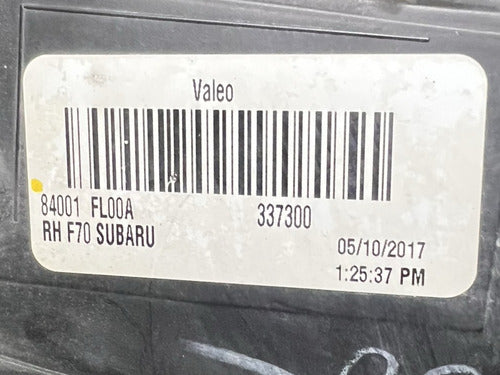 Valeo
84001 FL00A 337300
RH F70 SUBARU
05/10/2017
1:25:37 PM